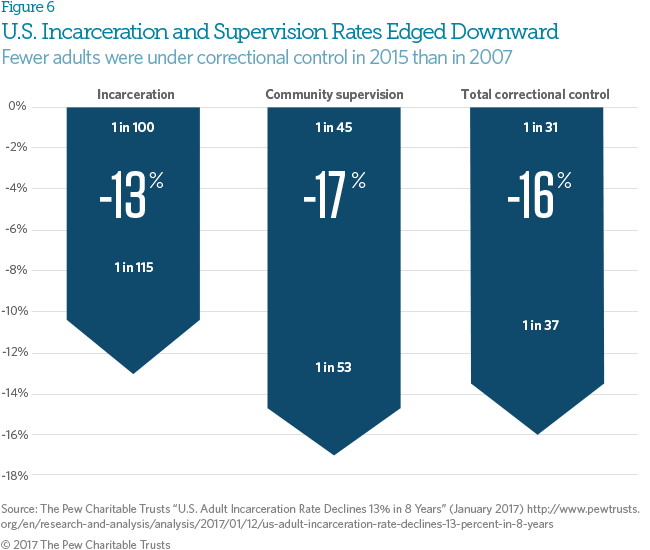 Figure 6
U.S. Incarceration and Supervision Rates Edged Downward
Fewer adults were under correctional control in 2015 than in 2007
Incarceration Community supervision Total correctional control
0%
1 in 100 1 in 45 1 in 31
-2%
-4%
-13% -17% -16%
-6%
-8%
1 in 115
-10%
1 in 37
-12%
1 in 53
-14%
-16%
-18%
Source: The Pew Charitable Trusts “U.S. Adult Incarceration Rate Declines 13% in 8 Years” (January 2017) http://www.pewtrusts.
org/en/research-and-analysis/analysis/2017/01/12/us-adult-incarceration-rate-declines-13-percent-in-8-years
© 2017 The Pew Charitable Trusts